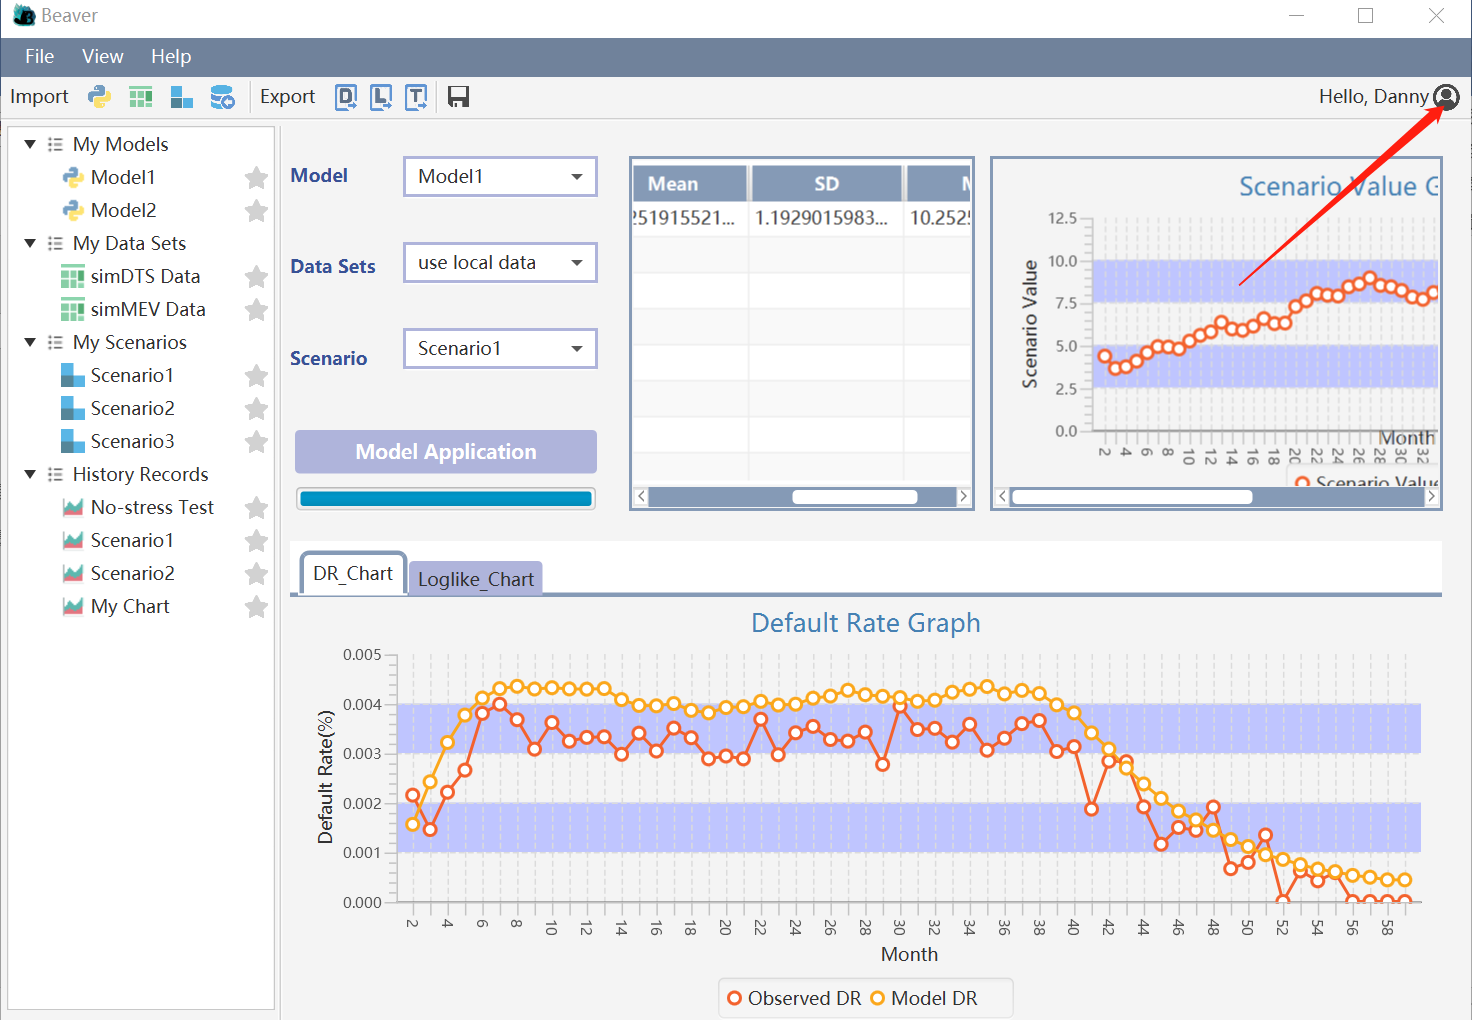 Beaver
File View Help
Import Export D L T Hello, Danny
My Models
Model1
Model2
My Data Sets
simDTS Data
simMEV Data
My Scenarios
Scenario1
Scenario2
Scenario3
History Records
No-stress Test
Scenario1
Scenario2
My Chart
Model Model1
Data Sets use local data
Scenario Scenario1
Model Application
Mean SD
251915521... 1.1929015983... 10.252
Scenario Value G
Scenario Value
12.5
10.0
7.5
5.0
2.5
0.0
2 4 6 8 10 12 14 16 18 20 22 24 26 28 30 32
Month
Scenario Value
DR_Chart Loglike_Chart
Default Rate Graph
Default Rate(%)
0.005
0.004
0.003
0.002
0.001
0.000
2 4 6 8 10 12 14 16 18 20 22 24 26 28 30 32 34 36 38 40 42 44 46 48 50 52 54 56 58
Month
Observed DR Model DR